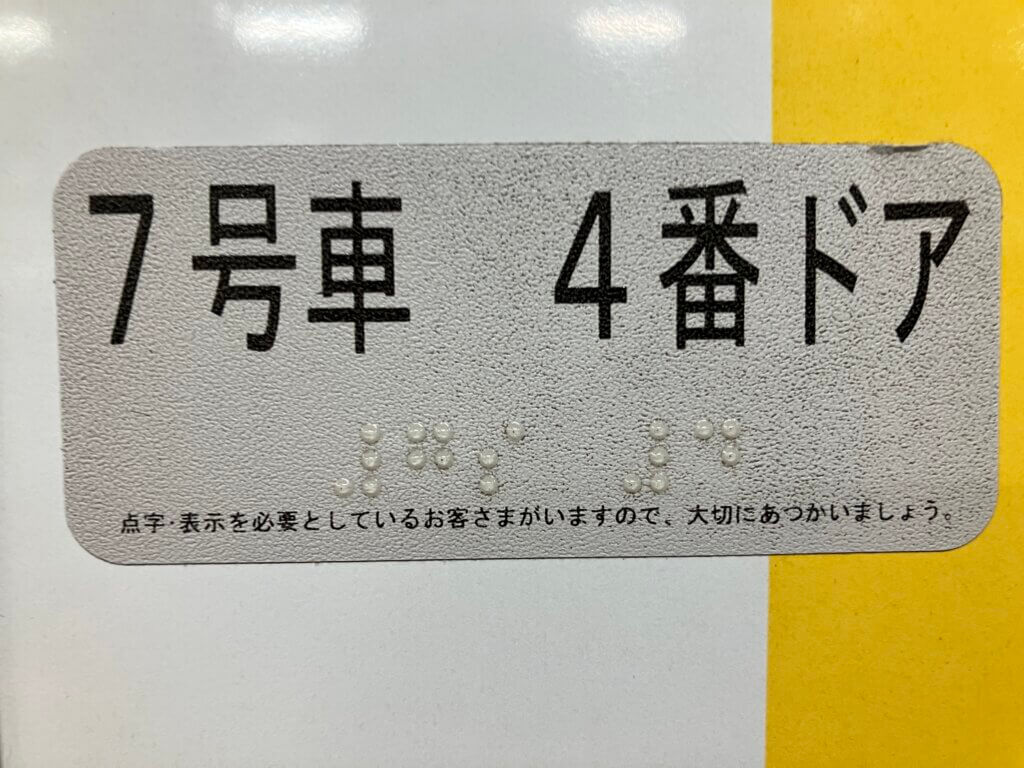 7号車　4番ドア
⠼⠛⠎ ⠼⠙
点字・表示を必要としているお客さまがいますので、大切にあつかいましょう。